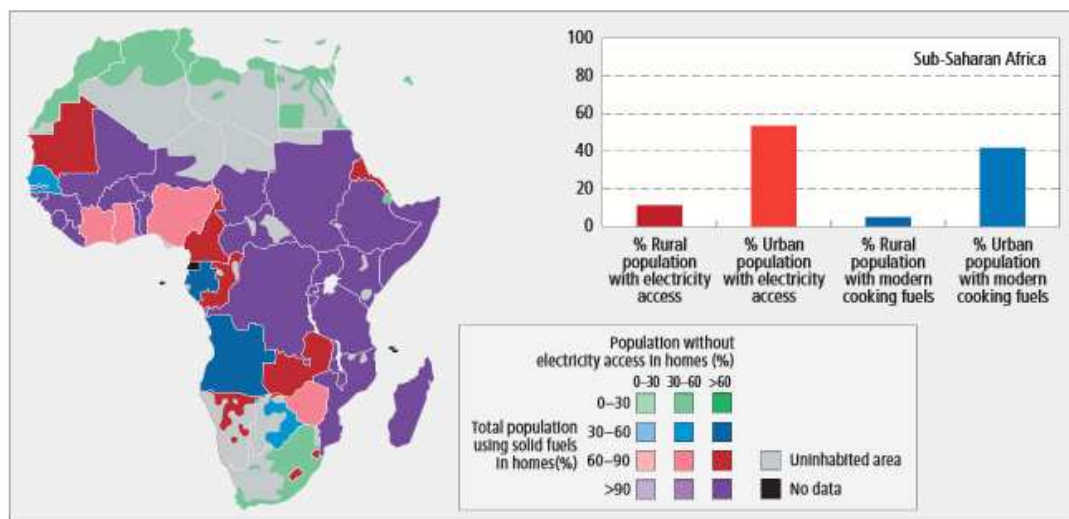 100
80
60
40
20
0
Sub-Saharan Africa
% Rural
population
with electricity
access
% Urban
population
with electricity
access
% Rural
population
with modern
cooking fuels
% Urban
population
with modern
cooking fuels
Population without
electricity access in homes (%)
0–30 30–60 >60
0–30
30–60
60–90
>90
Total population
using solid fuels
in homes(%)
Uninhabited area
No data